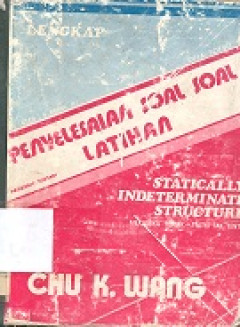 LENGKAP
PENYELESAIAN SOAL SOAL
LATIHAN
STATICALLY
INDETERMINATE
STRUCTURE
CHU K. WANG